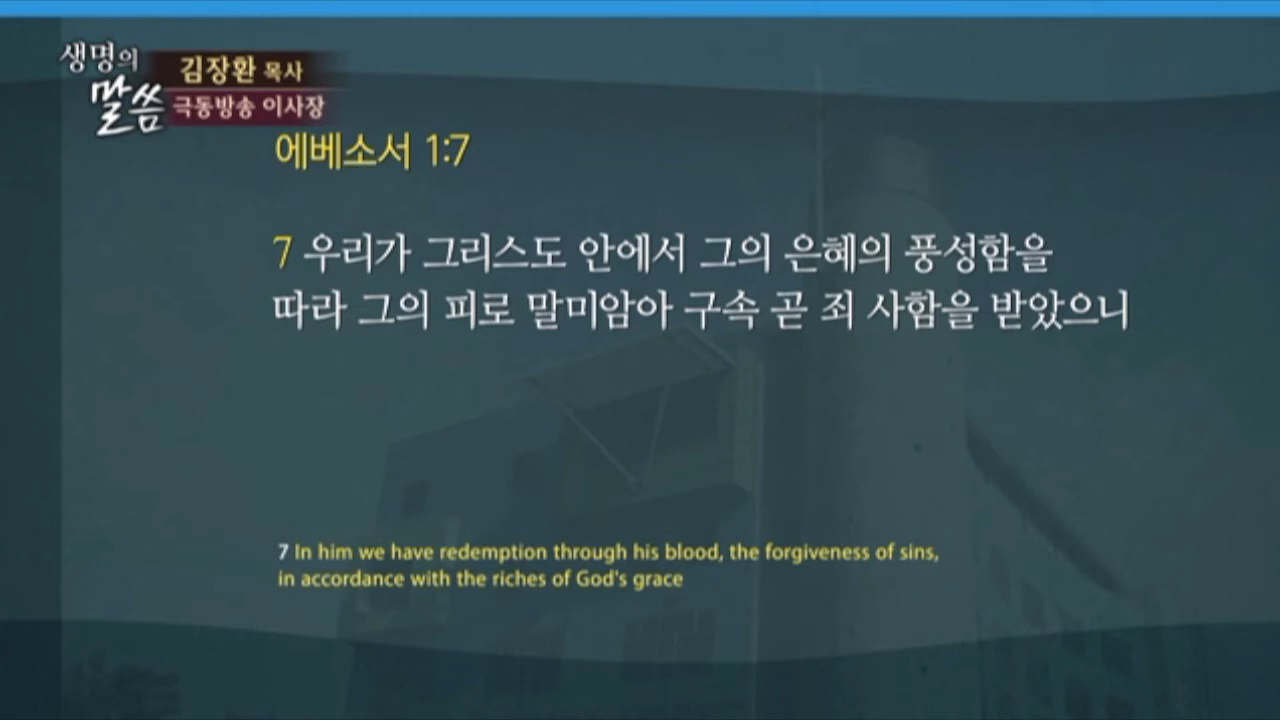 생명의
말씀
김장환 목사
극동방송 이사장
에베소서 1:7
7 우리가 그리스도 안에서 그의 은혜의 풍성함을
따라 그의 피로 말미암아 구속 곧 죄 사함을 받았으니
7 In him we have redemption through his blood, the forgiveness of sins,
in accordance with the riches of God's grace